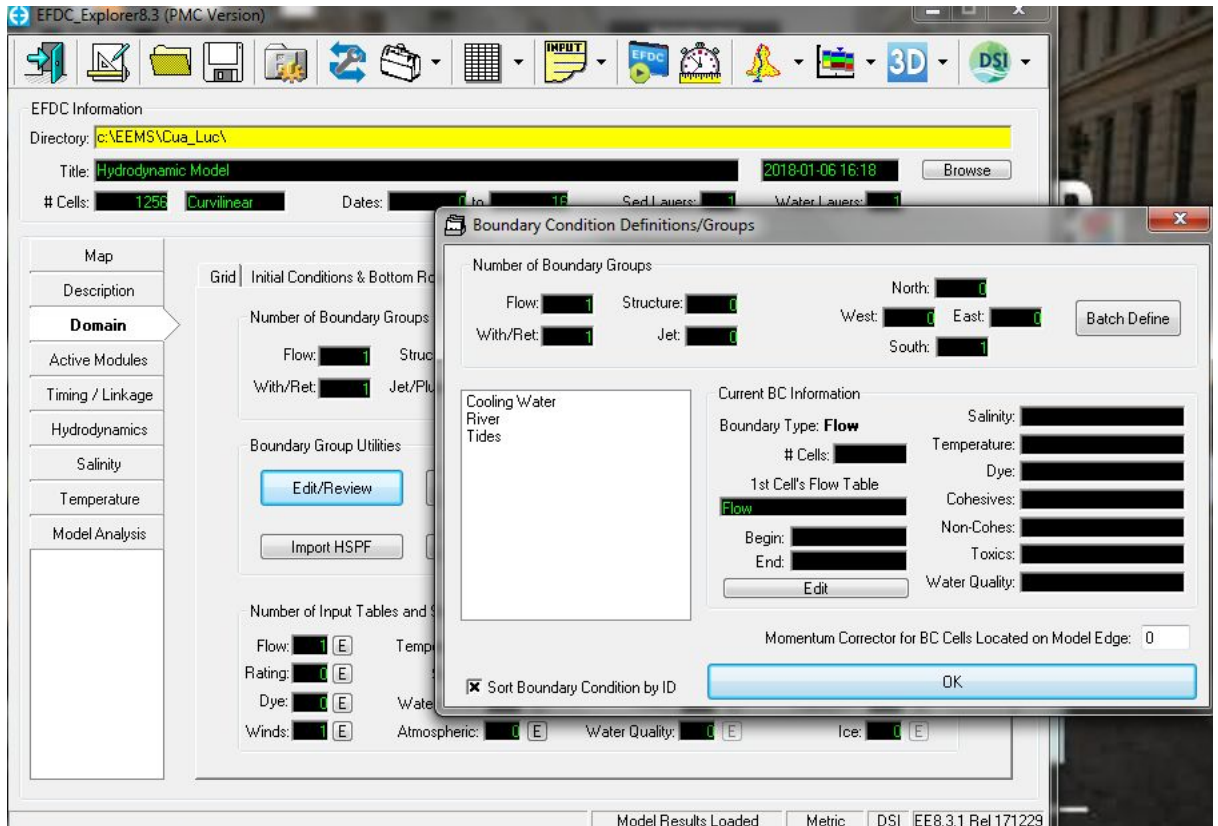 EFDC_Explorer8.3 (PMC Version)
INPUT
EFDC
3D
DSI
EFDC Information
Directory: c:\EEMS\Cua_Luc\
Title: Hydrodynamic Model 2018-01-06 16:18 Browse
# Cells: 1256 Curvilinear Dates: 0 to 16 Sed Layers: 1 Water Layers: 1
Map
Description
Domain
Active Modules
Timing / Linkage
Hydrodynamics
Salinity
Temperature
Model Analysis
Grid Initial Conditions & Bottom Ro
Number of Boundary Groups
Flow: 1 Struc
With/Ret: 1 Jet/Plu
Boundary Group Utilities
Edit/Review
Import HSPF
Number of Input Tables and S
Flow: 1 E Tempe
Rating: 0 E
Dye: 0 E Wate
Winds: 1 E Atmospheric: 0 E Water Quality: 0 E Ice: 0 E
Boundary Condition Definitions/Groups
Number of Boundary Groups
Flow: 1 Structure: 0 North: 0
With/Ret: 1 Jet: 0 West: 0 East: 0 Batch Define
South: 1
Cooling Water
River
Tides
Current BC Information
Boundary Type: Flow
# Cells:
1st Cell's Flow Table
Flow
Begin:
End:
Edit
Salinity:
Temperature:
Dye:
Cohesives:
Non-Cohes:
Toxics:
Water Quality:
Momentum Corrector for BC Cells Located on Model Edge: 0
Sort Boundary Condition by ID
OK
Model Results Loaded Metric DSI EE8.3.1 Rel 171229